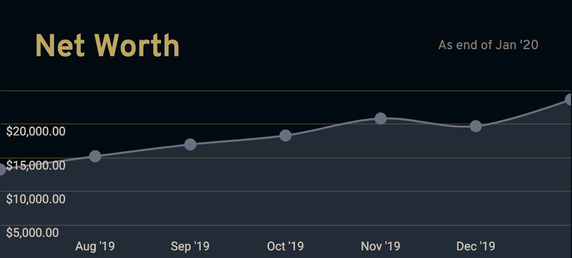 Net Worth
As end of Jan '20
$20,000.00
$15,000.00
$10,000.00
$5,000.00
Aug '19 Sep '19 Oct '19 Nov '19 Dec '19